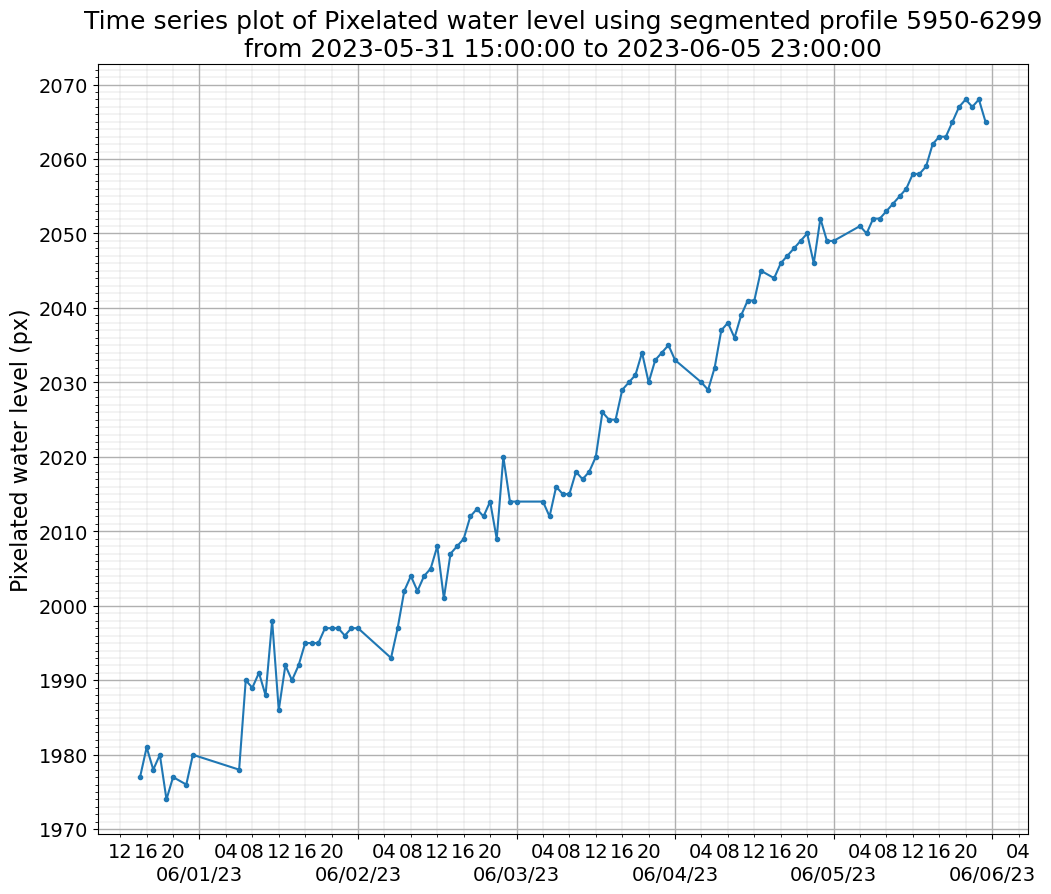 Time series plot of Pixelated water level using segmented profile 5950-6299
from 2023-05-31 15:00:00 to 2023-06-05 23:00:00
Pixelated water level (px)
2070
2060
2050
2040
2030
2020
2010
2000
1990
1980
1970
12 16 20 04 08 12 16 20 04 08 12 16 20 04 08 12 16 20 04 08 12 16 20 04 08 12 16 20 04
06/01/23 06/02/23 06/03/23 06/04/23 06/05/23 06/06/23